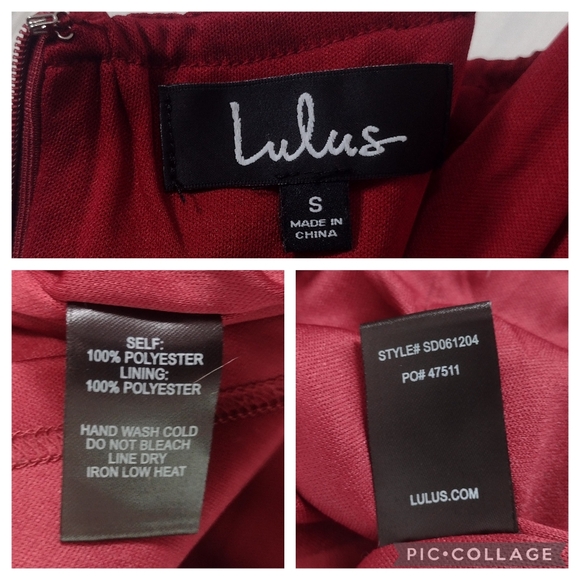 Lulus
S
MADE IN
CHINA
SELF:
100% POLYESTER
LINING:
100% POLYESTER
HAND WASH COLD
DO NOT BLEACH
LINE DRY
IRON LOW HEAT
STYLE# SD061204
PO# 47511
LULUS.COM
PIC•COLLAGE